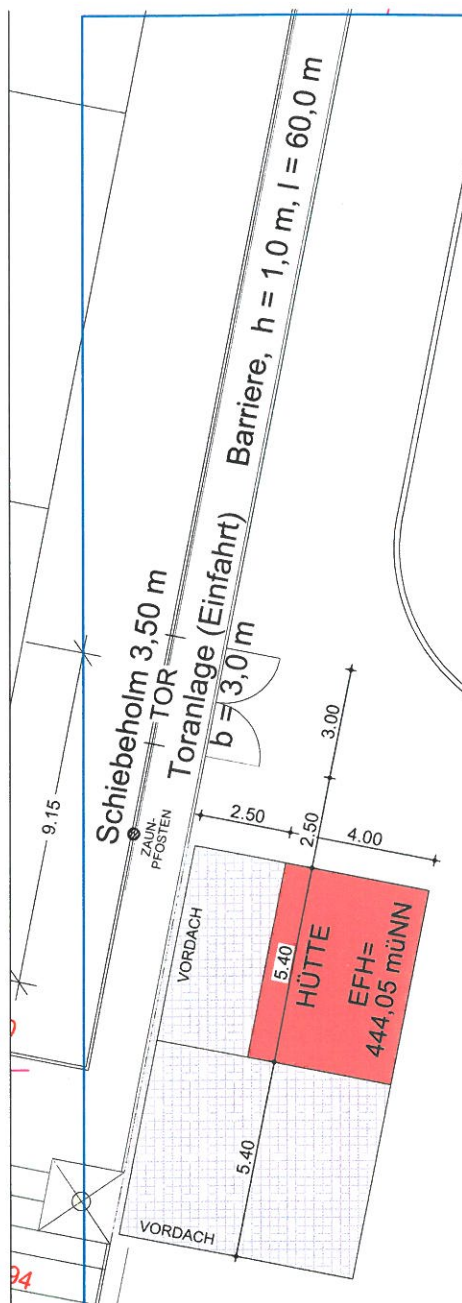 Barriere, h = 1,0 m, l = 60,0 m
Schiebeholm 3,50 m
TOR
Toranlage (Einfahrt)
b = 3,0 m
9.15
ZAUN-
PFOSTEN
3.00
2.50
2.50
4.00
VORDACH
5.40
HÜTTE
EFH=
444,05 müNN
5.40
VORDACH
94